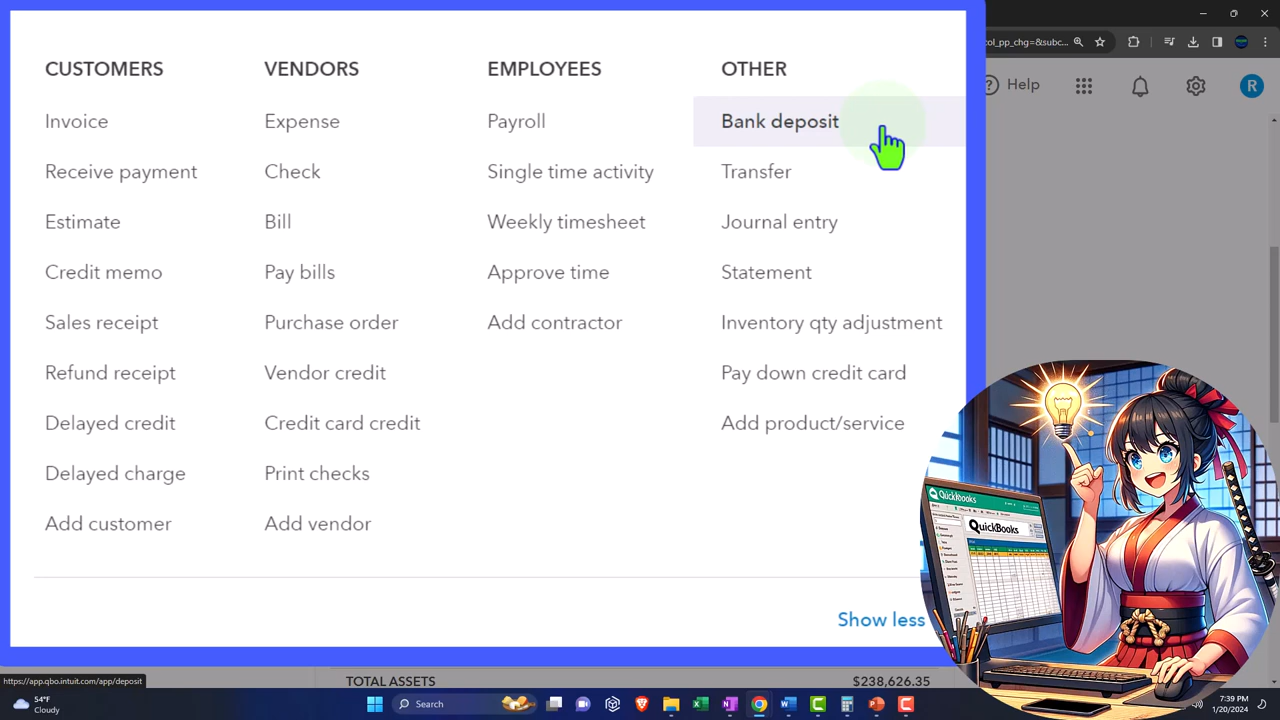 col_pp_chg=&subc...
Help
R
CUSTOMERS
Invoice
Receive payment
Estimate
Credit memo
Sales receipt
Refund receipt
Delayed credit
Delayed charge
Add customer
VENDORS
Expense
Check
Bill
Pay bills
Purchase order
Vendor credit
Credit card credit
Print checks
Add vendor
EMPLOYEES
Payroll
Single time activity
Weekly timesheet
Approve time
Add contractor
OTHER
Bank deposit
Transfer
Journal entry
Statement
Inventory qty adjustment
Pay down credit card
Add product/service
Show less
QuickBooks
QuickBooks
https://app.qbo.intuit.com/app/deposit
TOTAL ASSETS $238,626.35
54°F
Cloudy
Search
7:39 PM
1/20/2024